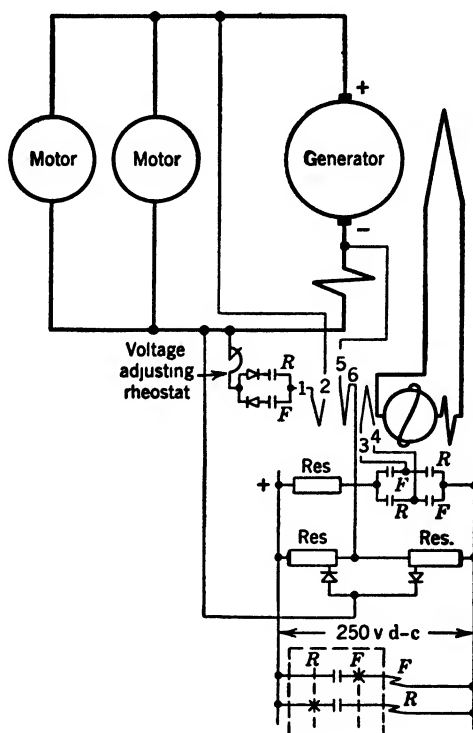 +
Motor
Motor
Generator
−
Voltage
adjusting
rheostat
R
F
1
2
5
6
3
4
R
F
R
F
+
Res
Res
Res.
250 v d-c
R
F
F
R